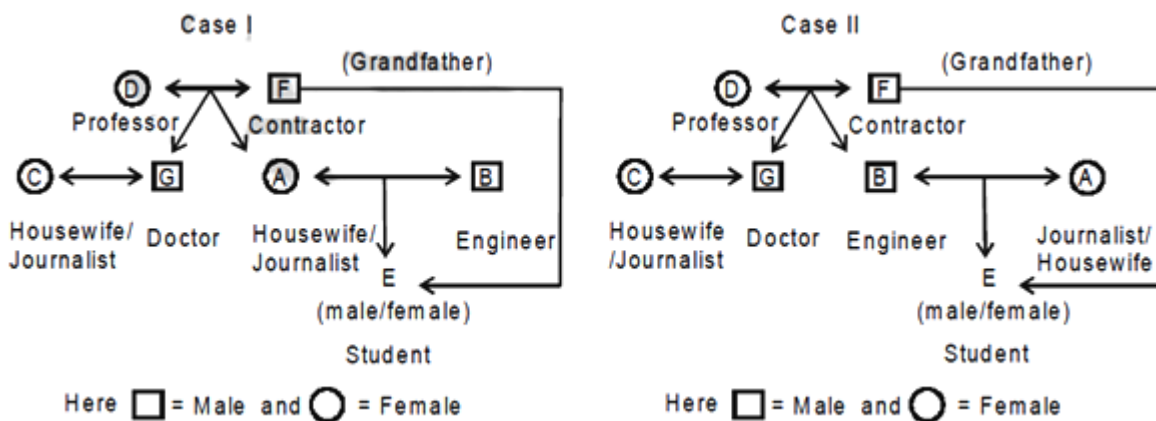 Case I
(Grandfather)
D F
Professor Contractor
C G A B
Housewife/ Journalist Doctor Housewife/ Journalist Engineer
E
(male/female)
Student
Here = Male and = Female
Case II
(Grandfather)
D F
Professor Contractor
C G B A
Housewife /Journalist Doctor Engineer Journalist/ Housewife
E
(male/female)
Student
Here = Male and = Female